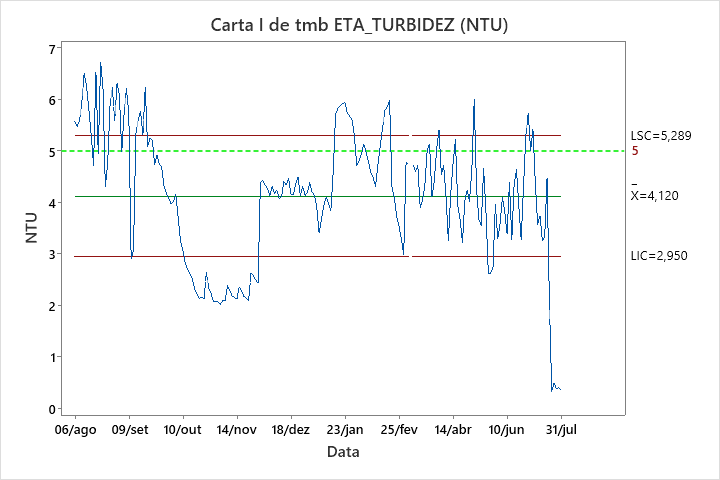 Carta I de tmb ETA_TURBIDEZ (NTU)
7
6
5
4
3
2
1
0
NTU
LSC=5,289
5
_
X=4,120
LIC=2,950
06/ago 09/set 10/out 14/nov 18/dez 23/jan 25/fev 14/abr 10/jun 31/jul
Data